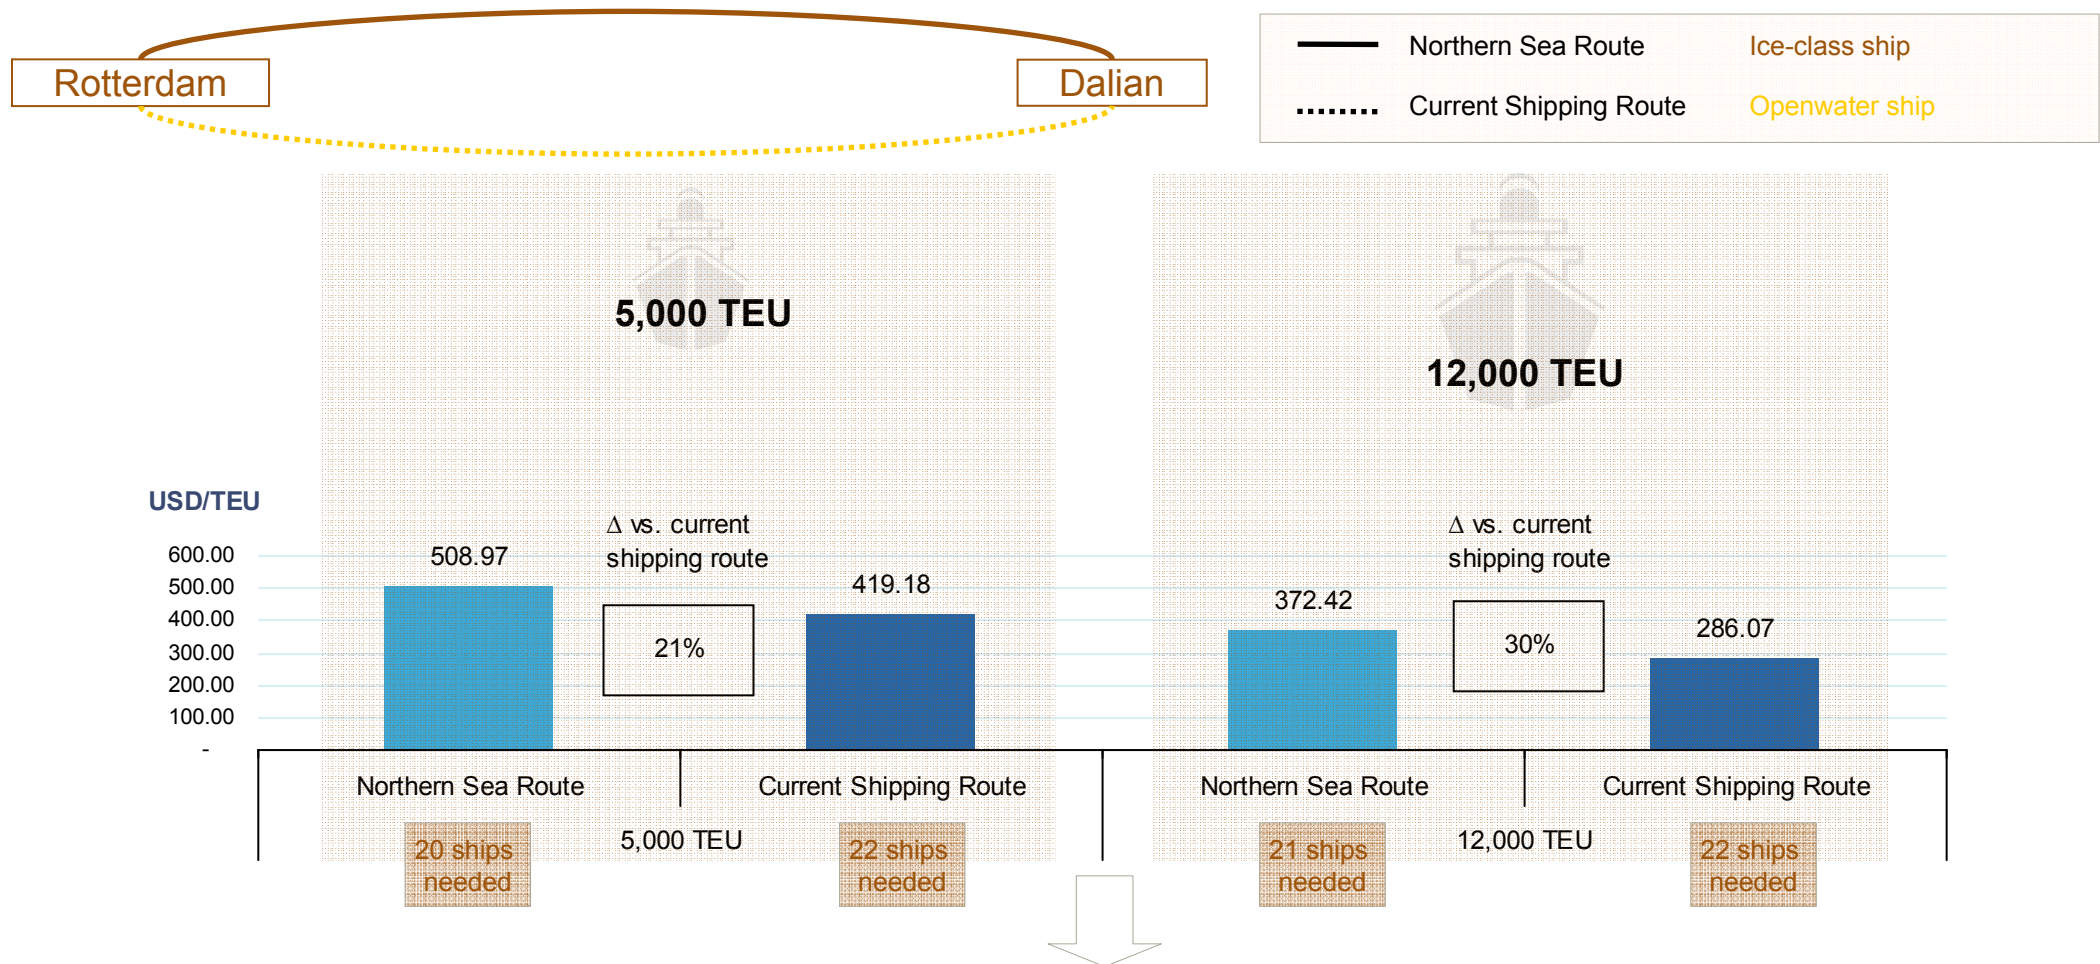 Rotterdam
Dalian
Northern Sea Route
Ice-class ship
Current Shipping Route
Openwater ship
5,000 TEU
12,000 TEU
USD/TEU
Δ vs. current
shipping route
Δ vs. current
shipping route
600.00
500.00
400.00
300.00
200.00
100.00
-
508.97
21%
419.18
372.42
30%
286.07
Northern Sea Route
Current Shipping Route
Northern Sea Route
Current Shipping Route
20 ships
needed
5,000 TEU
22 ships
needed
21 ships
needed
12,000 TEU
22 ships
needed